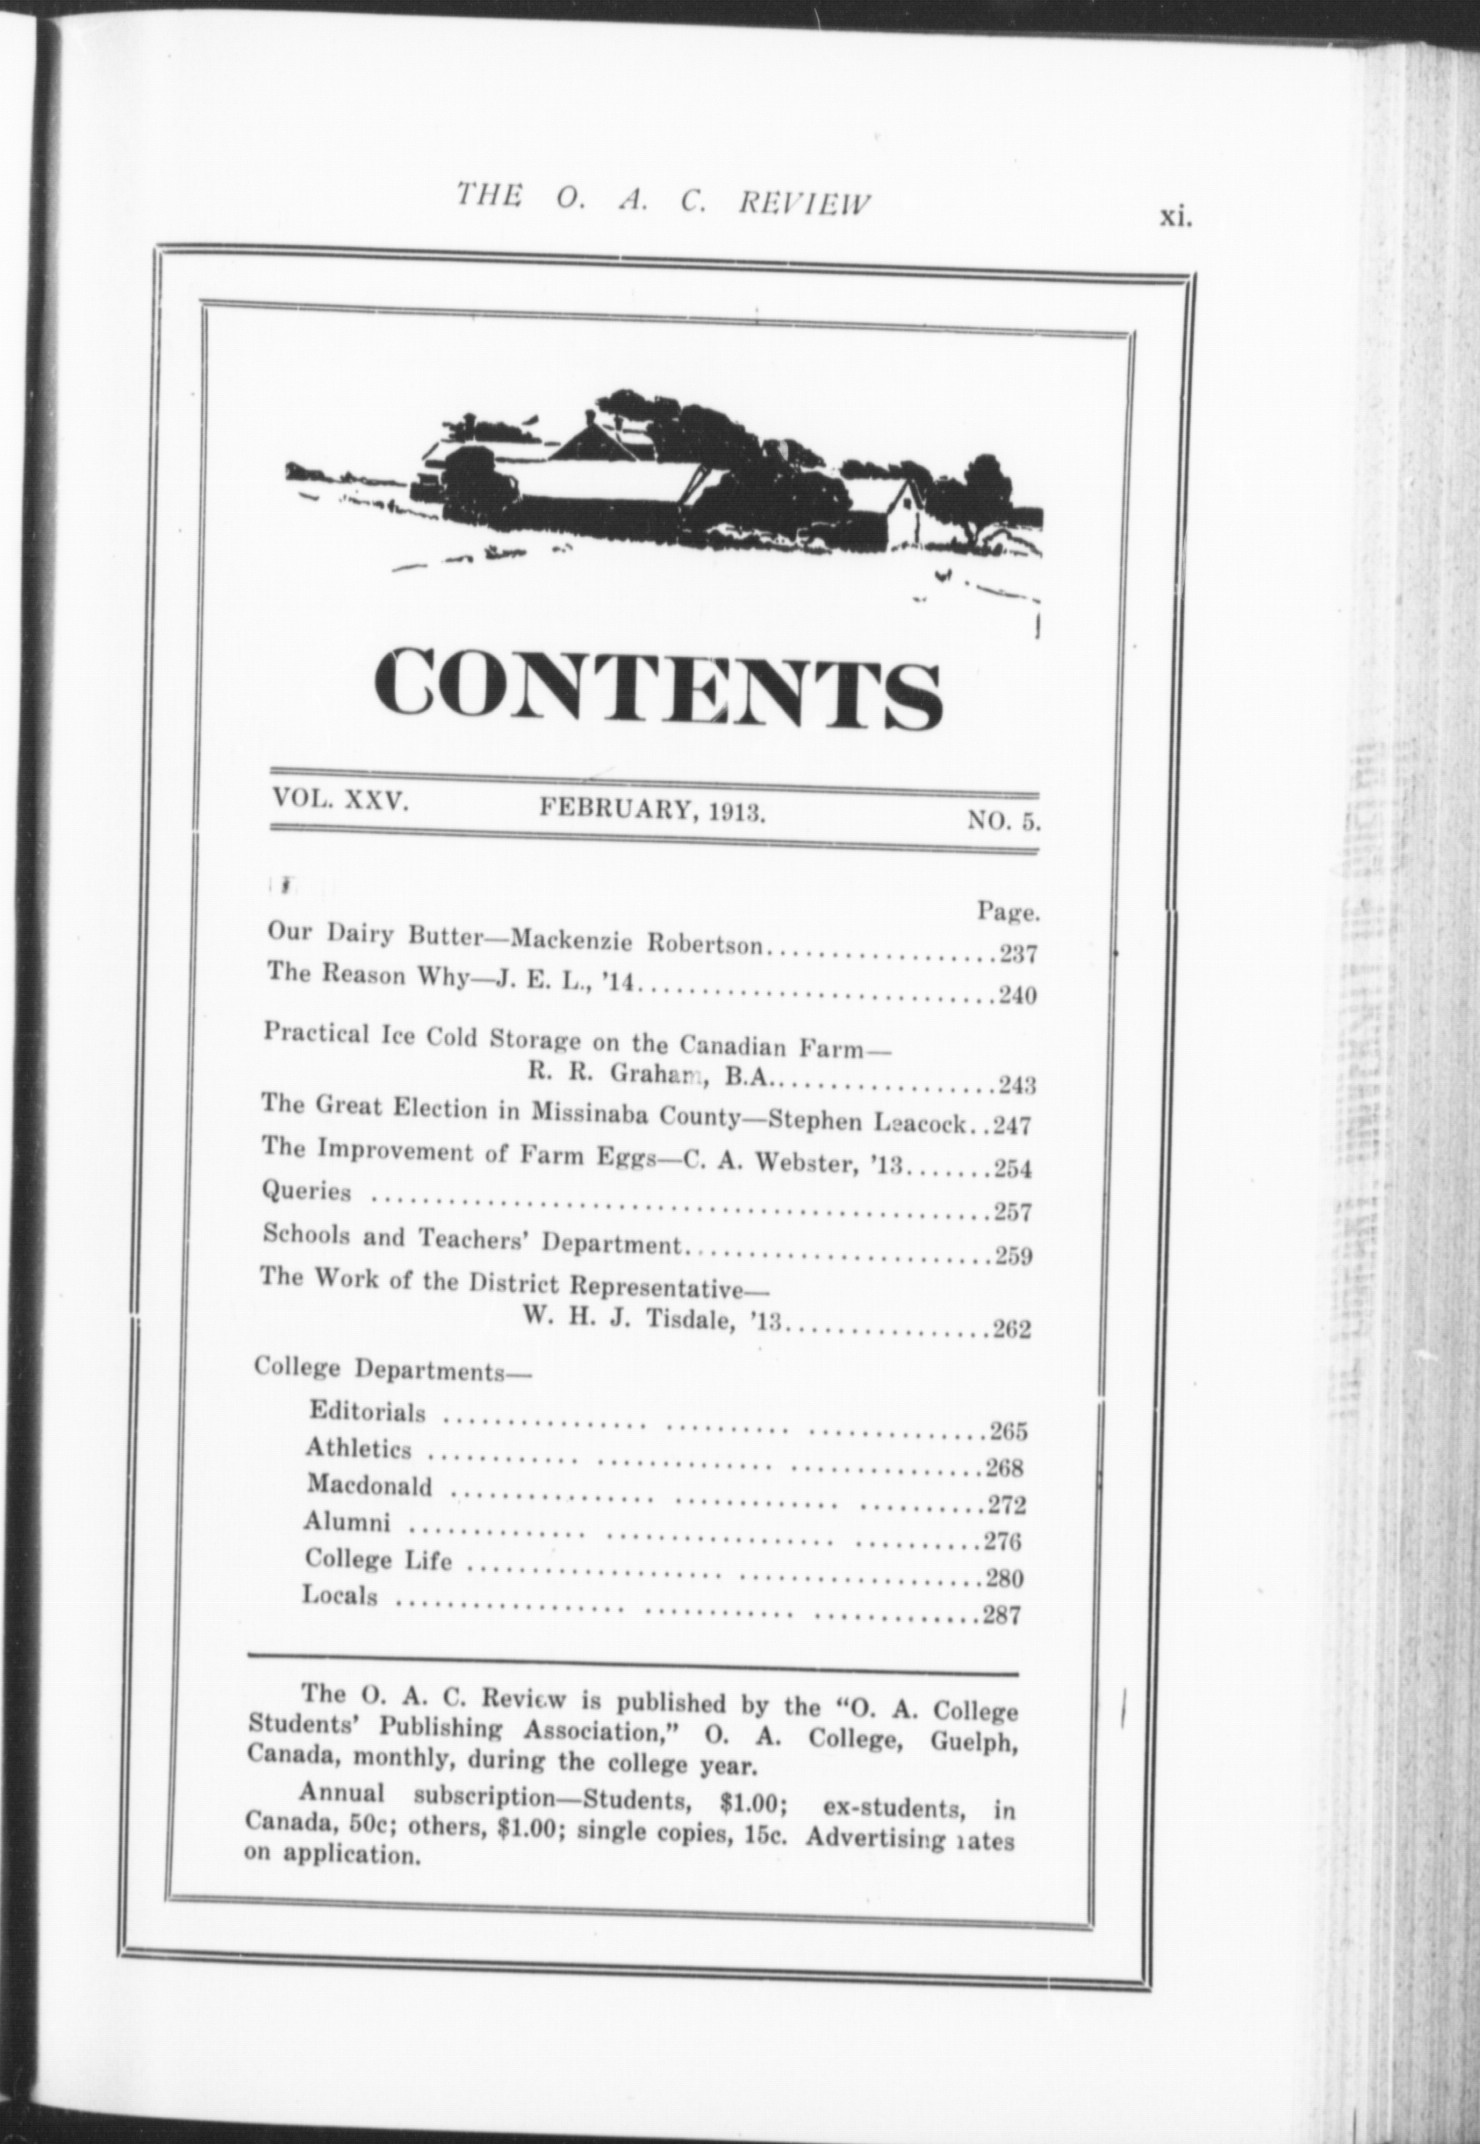 THE O. A. C. REVIEW
xi.
CONTENTS
VOL. XXV. FEBRUARY, 1913. NO. 5.
Page.
Our Dairy Butter—Mackenzie Robertson..................237
The Reason Why—J. E. L., '14............................240
Practical Ice Cold Storage on the Canadian Farm—
R. R. Graham, B.A..................243
The Great Election in Missinaba County—Stephen Leacock..247
The Improvement of Farm Eggs—C. A. Webster, '13.......254
Queries ................................................257
Schools and Teachers' Department........................259
The Work of the District Representative—
W. H. J. Tisdale, '13................262
College Departments—
Editorials ................ .......... ..............265
Athletics ............ .............. ...............268
Macdonald ................ ............. ..........272
Alumni .............. .................. ..........276
College Life .................... ...................280
Locals .................. ............ .............287
The O. A. C. Review is published by the "O. A. College
Students' Publishing Association," O. A. College, Guelph,
Canada, monthly, during the college year.
Annual subscription—Students, $1.00; ex-students, in
Canada, 50c; others, $1.00; single copies, 15c. Advertising rates
on application.